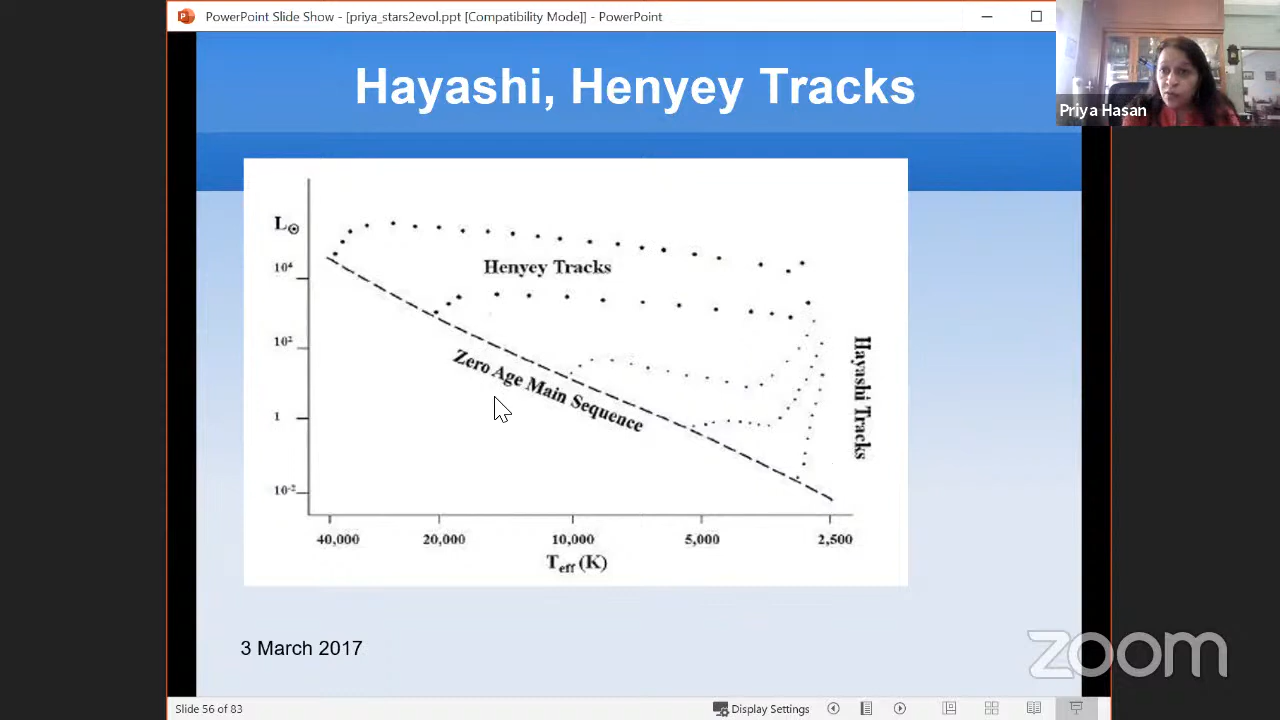 PowerPoint Slide Show - [priya_stars2evol.ppt [Compatibility Mode]] - PowerPoint
Hayashi, Henyey Tracks
Priya Hasan
L⊙
10⁴
Henyey Tracks
10²
Zero Age Main Sequence
Hayashi Tracks
1
10⁻²
40,000 20,000 10,000 5,000 2,500
Teff (K)
3 March 2017
zoom
Slide 56 of 83
Display Settings